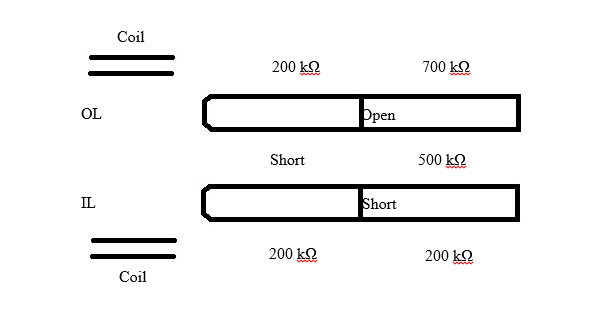 Coil
200 kΩ 700 kΩ
OL Open
Short 500 kΩ
IL Short
200 kΩ 200 kΩ
Coil